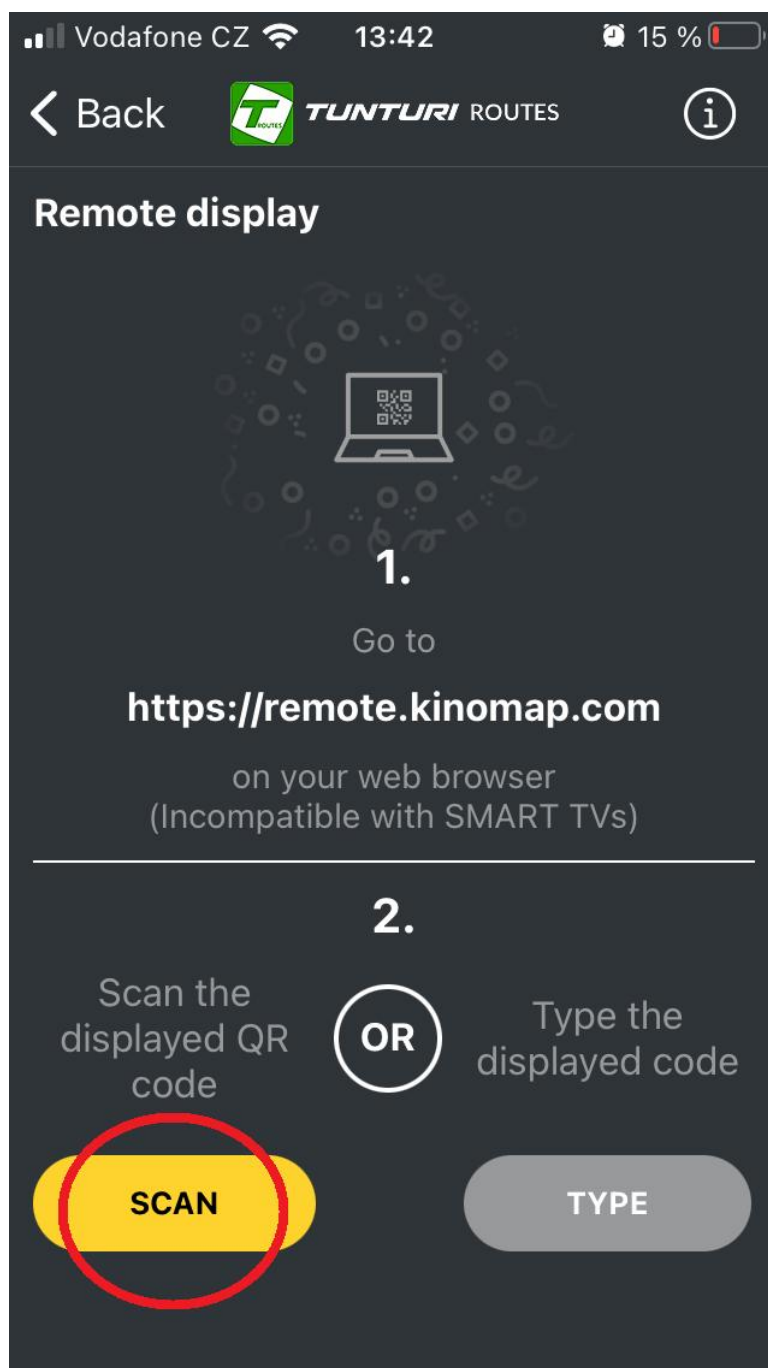 Vodafone CZ 13:42 15 %
Back TUNTURI ROUTES
Remote display
1.
Go to
https://remote.kinomap.com
on your web browser
(Incompatible with SMART TVs)
2.
Scan the
displayed QR
code
OR
Type the
displayed code
SCAN
TYPE